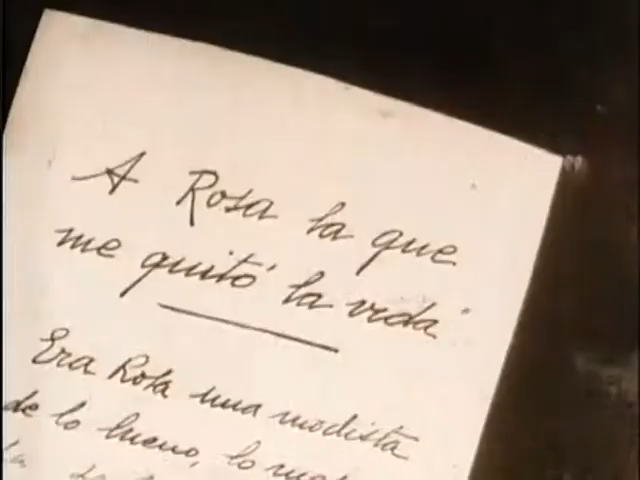 A Rosa la que
me quitó la vida
Era Rosa una modista
de lo bueno, lo